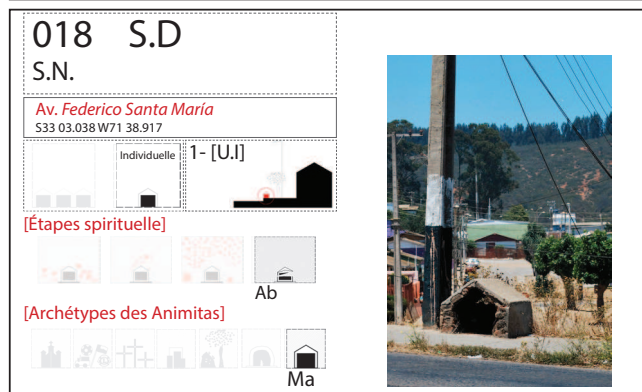 018 S.D
S.N.
Av. Federico Santa María
S33 03.038 W71 38.917
Individuelle
1- [U.I]
[Étapes spirituelle]
Ab
[Archétypes des Animitas]
Ma